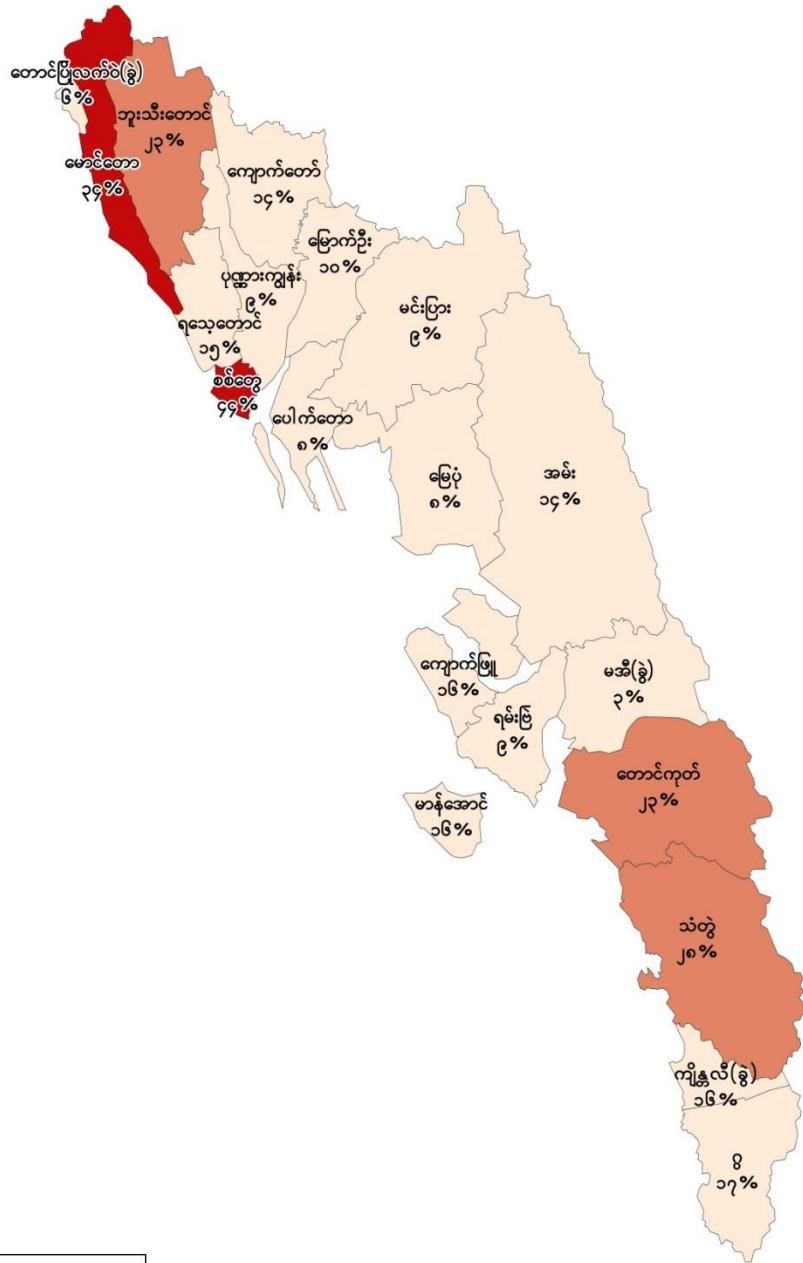 တောင်ပြိုလက်ဝဲ(ခွဲ)
၆%
ဘူးသီးတောင်
၂၃%
မောင်တော
၃၄%
ကျောက်တော်
၁၄%
မြောက်ဦး
၁၀%
ပုဏ္ဏားကျွန်း
၉%
မင်းပြား
၉%
ရသေ့တောင်
၁၅%
စစ်တွေ
၄၄%
ပေါက်တော
၈%
မြေပုံ
၈%
အမ်း
၁၄%
ကျောက်ဖြူ
၁၆%
မအီ(ခွဲ)
၃%
ရမ်းဗြဲ
၉%
တောင်ကုတ်
၂၃%
မာန်အောင်
၁၆%
သံတွဲ
၂၈%
ကျိန္တလီ(ခွဲ)
၁၆%
ဂွ
၁၇%